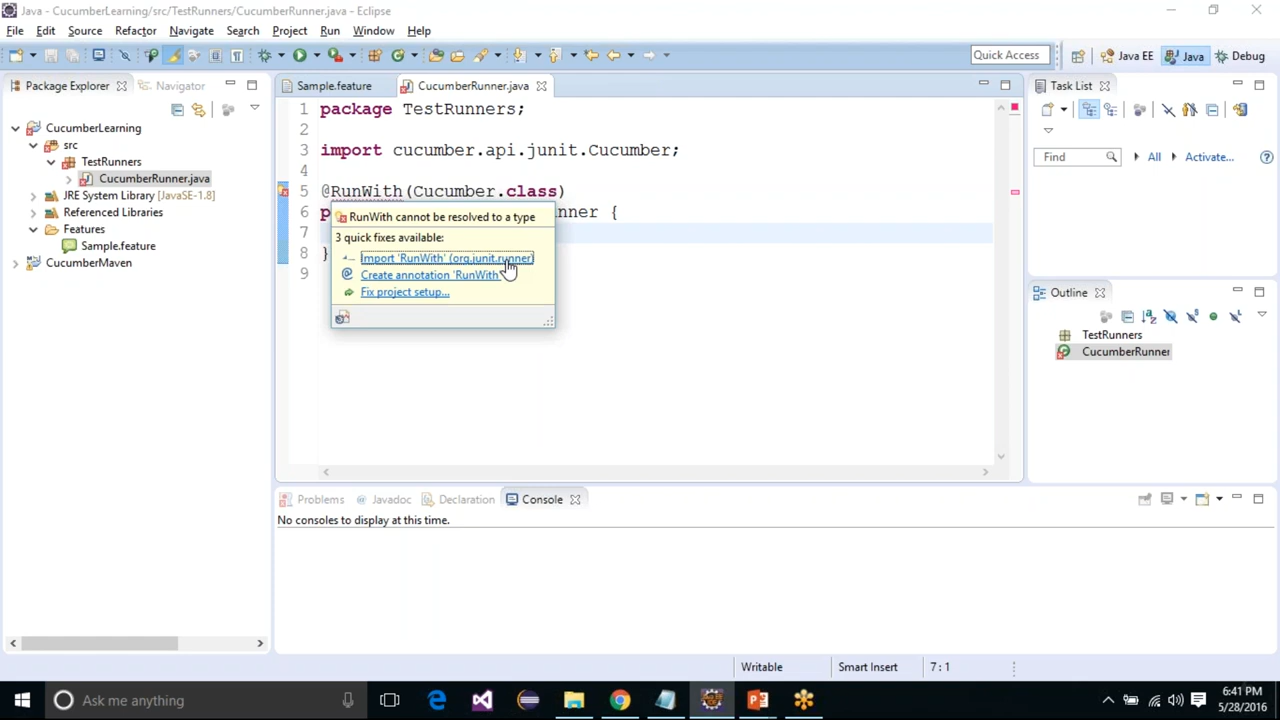 Java - CucumberLearning/src/TestRunners/CucumberRunner.java - Eclipse
File Edit Source Refactor Navigate Search Project Run Window Help
Quick Access Java EE Java Debug
Package Explorer Navigator
CucumberLearning
src
TestRunners
CucumberRunner.java
JRE System Library [JavaSE-1.8]
Referenced Libraries
Features
Sample.feature
CucumberMaven
Sample.feature CucumberRunner.java
1 package TestRunners;
2
3 import cucumber.api.junit.Cucumber;
4
5 @RunWith(Cucumber.class)
6 p nner {
7
8 }
9
RunWith cannot be resolved to a type
3 quick fixes available:
Import 'RunWith' (org.junit.runner)
Create annotation 'RunWith
Fix project setup...
Task List
Find All Activate...
Outline
TestRunners
CucumberRunner
Problems Javadoc Declaration Console
No consoles to display at this time.
Writable Smart Insert 7 : 1
Ask me anything
6:41 PM
5/28/2016